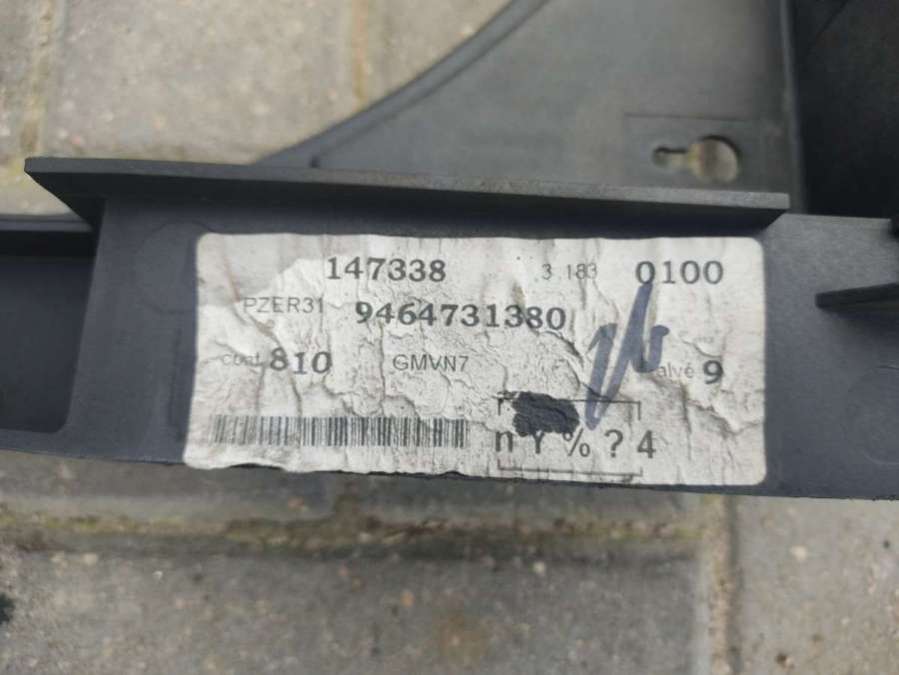 147338 3 183 0100
PZER31 9464731380
810 GMVN7 9
n Y % ? 4